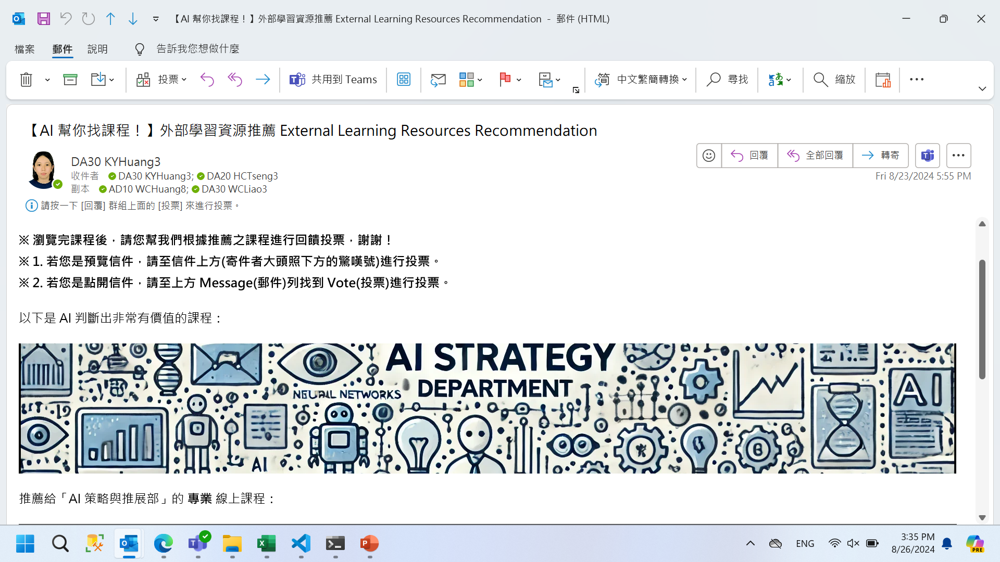 【AI 幫你找課程！】外部學習資源推薦 External Learning Resources Recommendation - 郵件 (HTML)
檔案 郵件 說明 告訴我您想做什麼
投票 共用到 Teams 中文繁簡轉換 尋找 縮放
【AI 幫你找課程！】外部學習資源推薦 External Learning Resources Recommendation
DA30 KYHuang3
收件者 DA30 KYHuang3; DA20 HCTseng3
副本 AD10 WCHuang8; DA30 WCLiao3
回覆 全部回覆 轉寄
Fri 8/23/2024 5:55 PM
請按一下 [回覆] 群組上面的 [投票] 來進行投票。
※ 瀏覽完課程後，請您幫我們根據推薦之課程進行回饋投票，謝謝！
※ 1. 若您是預覽信件，請至信件上方(寄件者大頭照下方的驚嘆號)進行投票。
※ 2. 若您是點開信件，請至上方 Message(郵件)列找到 Vote(投票)進行投票。
以下是 AI 判斷出非常有價值的課程：
AI STRATEGY
DEPARTMENT
NEURAL NETWORKS
AI
AI
推薦給「AI 策略與推展部」的 專業 線上課程：
ENG
3:35 PM
8/26/2024
PRE